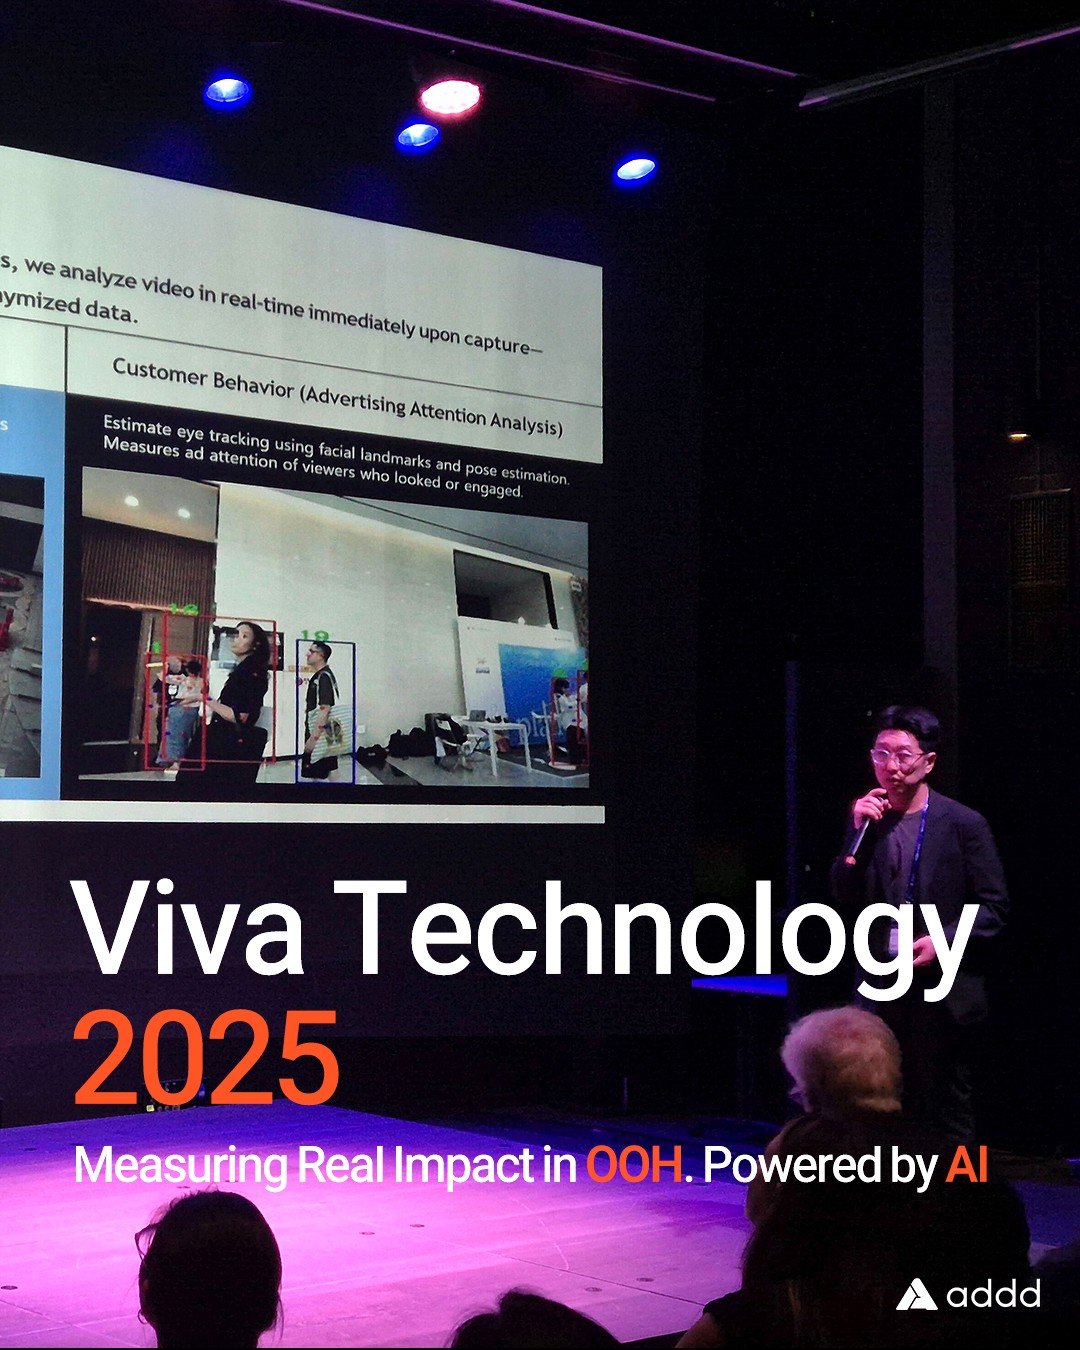 s, we analyze video in real-time immediately upon capture—
nymized data.
Customer Behavior (Advertising Attention Analysis)
s
Estimate eye tracking using facial landmarks and pose estimation.
Measures ad attention of viewers who looked or engaged.
Viva Technology
2025
Measuring Real Impact in OOH. Powered by AI
addd